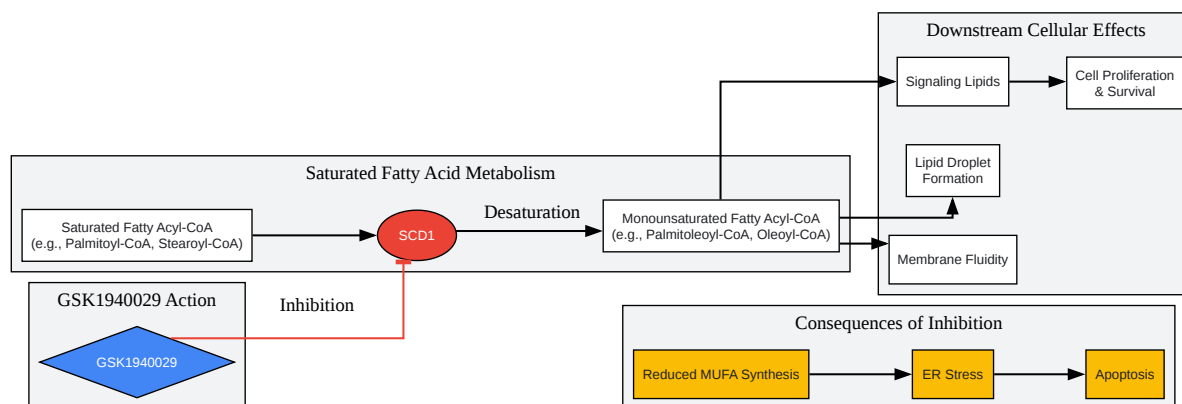 Downstream Cellular Effects
Signaling Lipids
Cell Proliferation
& Survival
Lipid Droplet
Formation
Membrane Fluidity
Saturated Fatty Acid Metabolism
Saturated Fatty Acyl-CoA
(e.g., Palmitoyl-CoA, Stearoyl-CoA)
SCD1
Desaturation
Monounsaturated Fatty Acyl-CoA
(e.g., Palmitoleoyl-CoA, Oleoyl-CoA)
GSK1940029 Action
Inhibition
GSK1940029
Consequences of Inhibition
Reduced MUFA Synthesis
ER Stress
Apoptosis